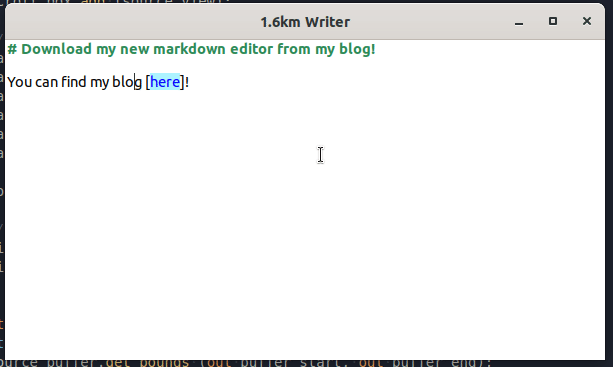 1.6km Writer
# Download my new markdown editor from my blog!
You can find my blog [here]!